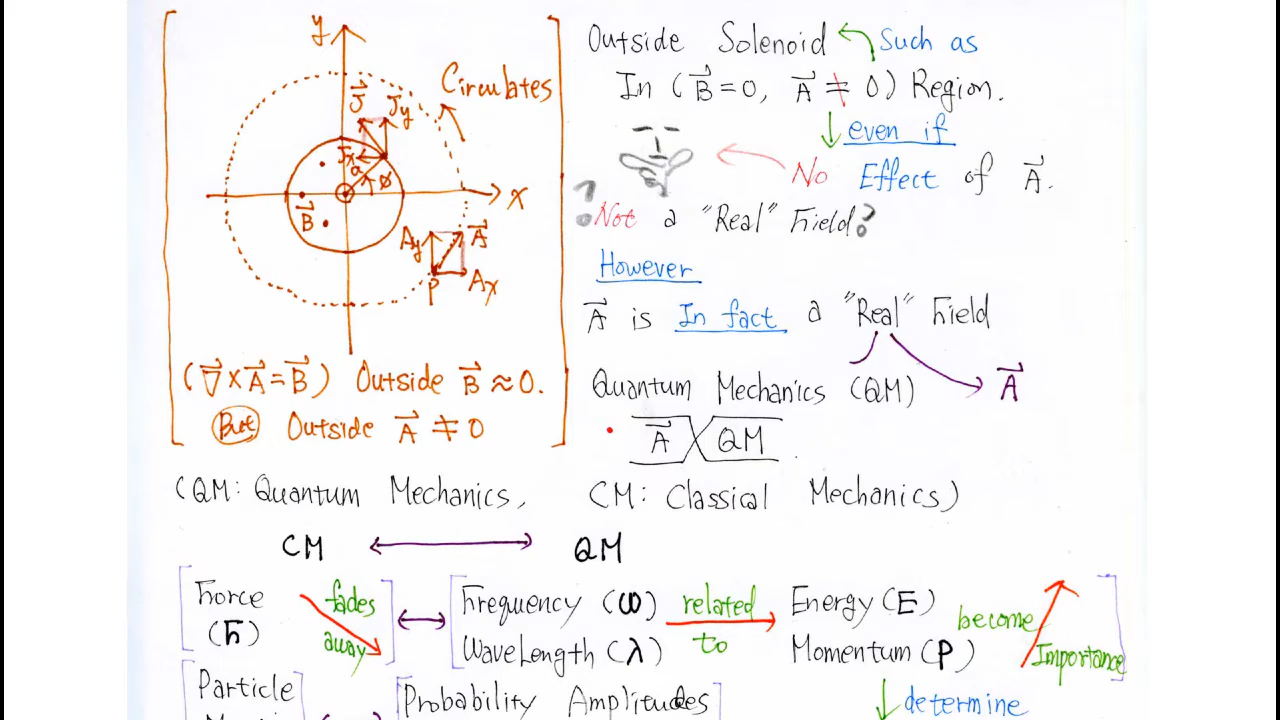 y
Circulates
J⃗ Jy
Jx
a
φ
x
B⃗
Ay A⃗
P Ax
(∇⃗ × A⃗ = B⃗) Outside B⃗ ≈ 0.
But Outside A⃗ ≠ 0
Outside Solenoid Such as
In (B⃗ = 0, A⃗ ≠ 0) Region.
even if
No Effect of A⃗.
? Not a "Real" Field?
However
A⃗ is In fact a "Real" Field
Quantum Mechanics (QM) A⃗
A⃗ QM
(QM: Quantum Mechanics, CM: Classical Mechanics)
CM QM
Force fades Frequency (ω) related Energy (E)
(F) away Wavelength (λ) to Momentum (P) become Importance
Particle Probability Amplitudes determine